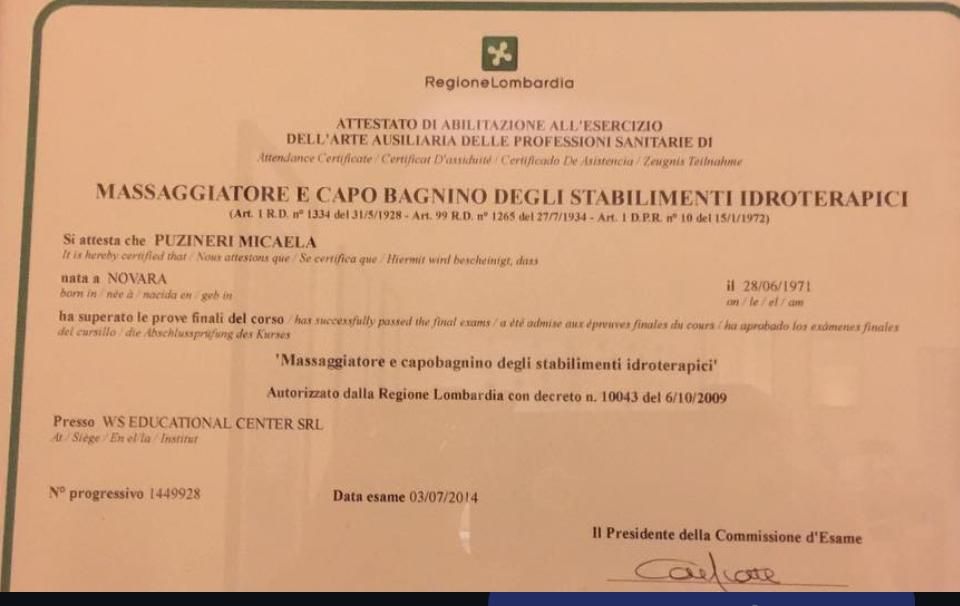 RegioneLombardia
ATTESTATO DI ABILITAZIONE ALL'ESERCIZIO
DELL'ARTE AUSILIARIA DELLE PROFESSIONI SANITARIE DI
Attendance Certificate / Certificat D'assiduité / Certificado De Asistencia / Zeugnis Teilnahme
MASSAGGIATORE E CAPO BAGNINO DEGLI STABILIMENTI IDROTERAPICI
(Art. 1 R.D. n° 1334 del 31/5/1928 - Art. 99 R.D. n° 1265 del 27/7/1934 - Art. 1 D.P.R. n° 10 del 15/1/1972)
Si attesta che PUZINERI MICAELA
It is hereby certified that / Nous attestons que / Se certifica que / Hiermit wird bescheinigt, dass
nata a NOVARA il 28/06/1971
born in / née à / nacida en / geb in on / le / el / am
ha superato le prove finali del corso / has successfully passed the final exams / a été admise aux épreuves finales du cours / ha aprobado los exámenes finales
del cursillo / die Abschlussprüfung des Kurses
'Massaggiatore e capobagnino degli stabilimenti idroterapici'
Autorizzato dalla Regione Lombardia con decreto n. 10043 del 6/10/2009
Presso WS EDUCATIONAL CENTER SRL
At / Siège / En el/la / Institut
N° progressivo 1449928 Data esame 03/07/2014
Il Presidente della Commissione d'Esame